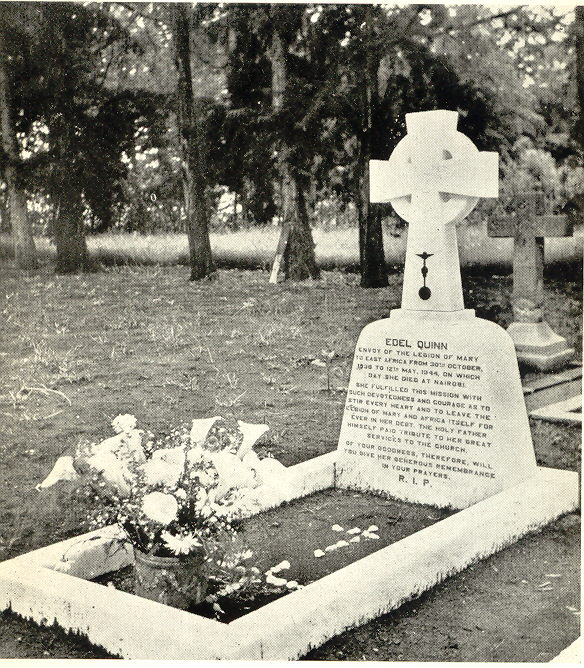 EDEL QUINN
ENVOY OF THE LEGION OF MARY
TO EAST AFRICA FROM 30TH OCTOBER,
1936 TO 12TH MAY, 1944, ON WHICH
DAY SHE DIED AT NAIROBI.
SHE FULFILLED THIS MISSION WITH
SUCH DEVOTEDNESS AND COURAGE AS TO
STIR EVERY HEART AND TO LEAVE THE
LEGION OF MARY AND AFRICA ITSELF FOR
EVER IN HER DEBT. THE HOLY FATHER
HIMSELF PAID TRIBUTE TO HER GREAT
SERVICES TO THE CHURCH.
OF YOUR GOODNESS, THEREFORE, WILL
YOU GIVE HER GENEROUS REMEMBRANCE
IN YOUR PRAYERS.
R. I. P.